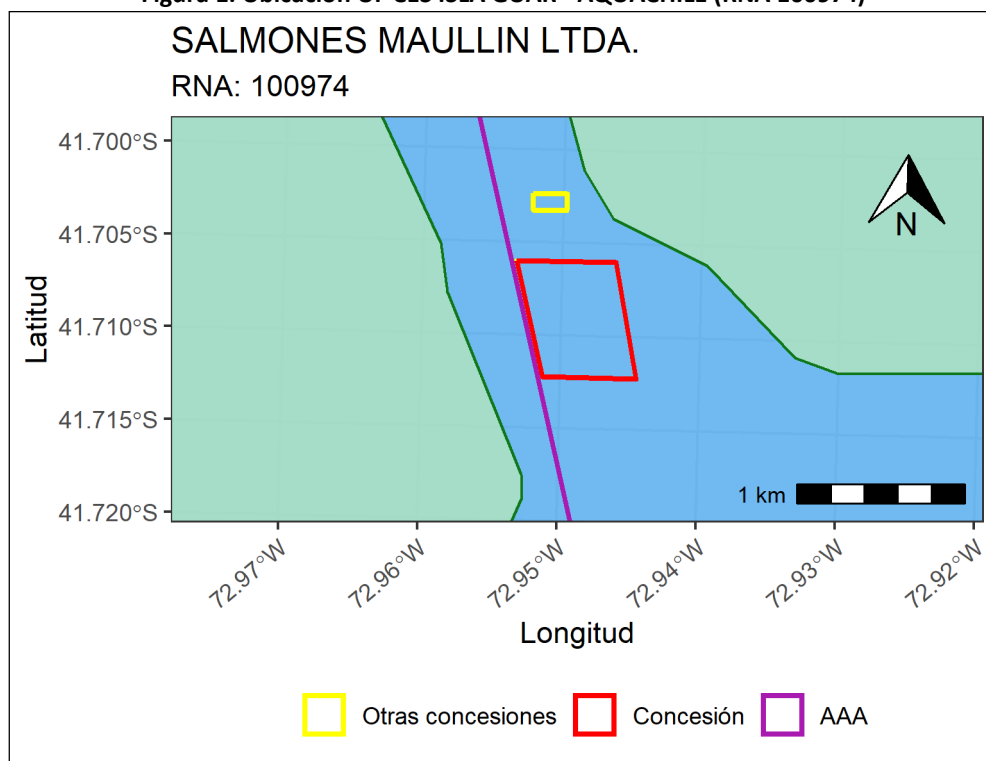 SALMONES MAULLIN LTDA.
RNA: 100974
41.700°S
41.705°S
41.710°S
41.715°S
41.720°S
Latitud
N
1 km
72.97°W
72.96°W
72.95°W
72.94°W
72.93°W
72.92°W
Longitud
Otras concesiones
Concesión
AAA